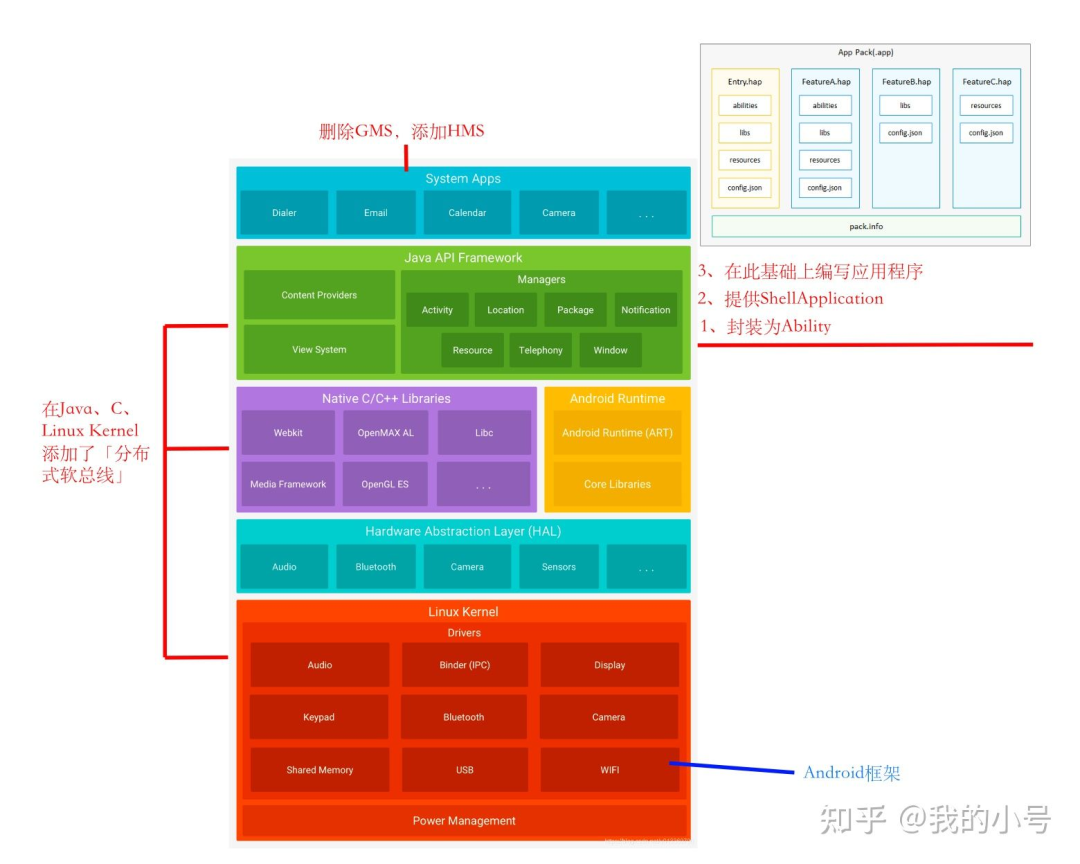 App Pack(.app)
Entry.hap
FeatureA.hap
FeatureB.hap
FeatureC.hap
abilities
abilities
libs
resources
libs
libs
config.json
config.json
resources
resources
config.json
config.json
pack.info
删除GMS，添加HMS
System Apps
Dialer
Email
Calendar
Camera
. . .
Java API Framework
Content Providers
View System
Managers
Activity
Location
Package
Notification
Resource
Telephony
Window
3、在此基础上编写应用程序
2、提供ShellApplication
1、封装为Ability
在Java、C、
Linux Kernel
添加了「分布
式软总线」
Native C/C++ Libraries
Webkit
OpenMAX AL
Libc
Media Framework
OpenGL ES
. . .
Android Runtime
Android Runtime (ART)
Core Libraries
Hardware Abstraction Layer (HAL)
Audio
Bluetooth
Camera
Sensors
. . .
Linux Kernel
Drivers
Audio
Binder (IPC)
Display
Keypad
Bluetooth
Camera
Shared Memory
USB
WIFI
Power Management
Android框架
知乎 @我的小号